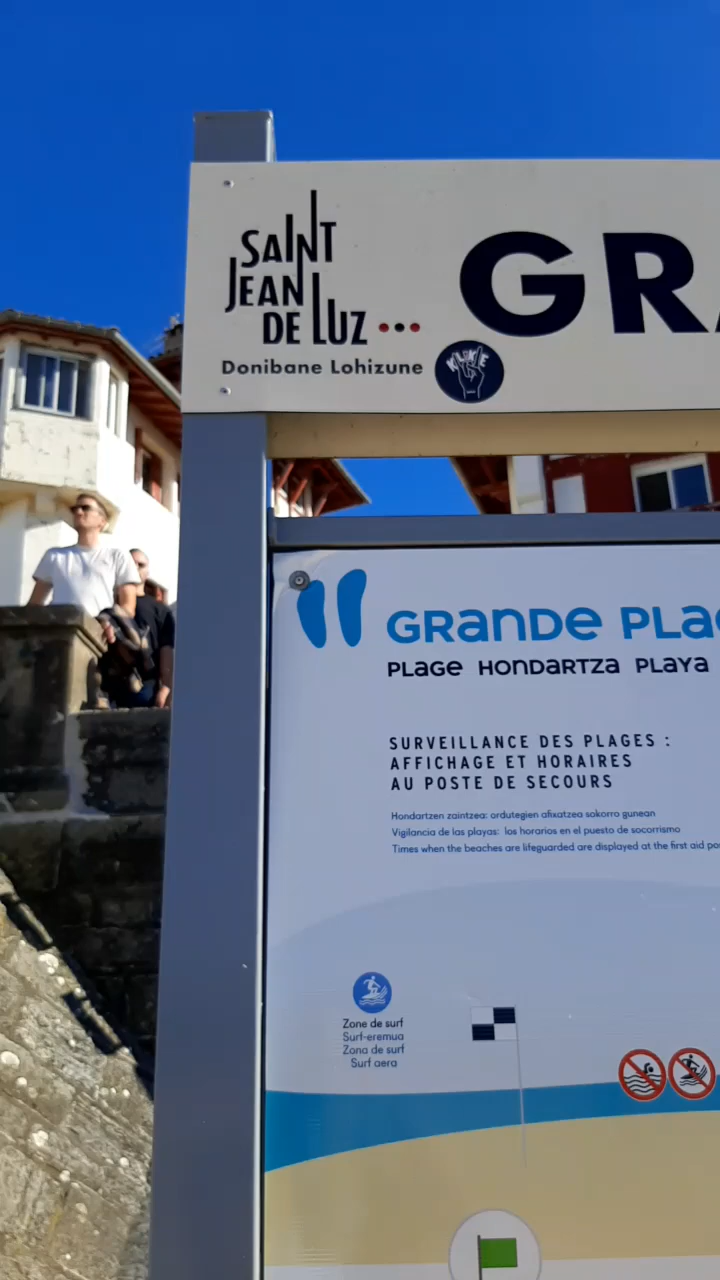 SAINT
JEAN
DE LUZ...
Donibane Lohizune
KLIKE
GRA
GRANDE PLAG
PLAGE HONDARTZA PLAYA
SURVEILLANCE DES PLAGES :
AFFICHAGE ET HORAIRES
AU POSTE DE SECOURS
Hondartzen zaintzea: ordutegien afixatzea sokorro gunean
Vigilancia de las playas: los horarios en el puesto de socorrismo
Times when the beaches are lifeguarded are displayed at the first aid po
Zone de surf
Surf-eremua
Zona de surf
Surf aera